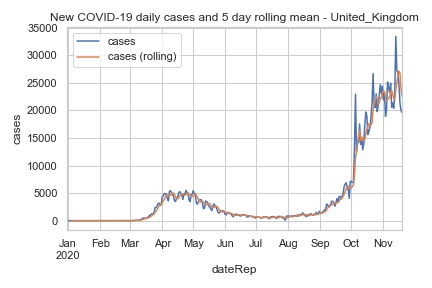 New COVID-19 daily cases and 5 day rolling mean - United_Kingdom
35000
30000
25000
20000
15000
10000
5000
0
cases
cases
cases (rolling)
Jan Feb Mar Apr May Jun Jul Aug Sep Oct Nov
2020
dateRep